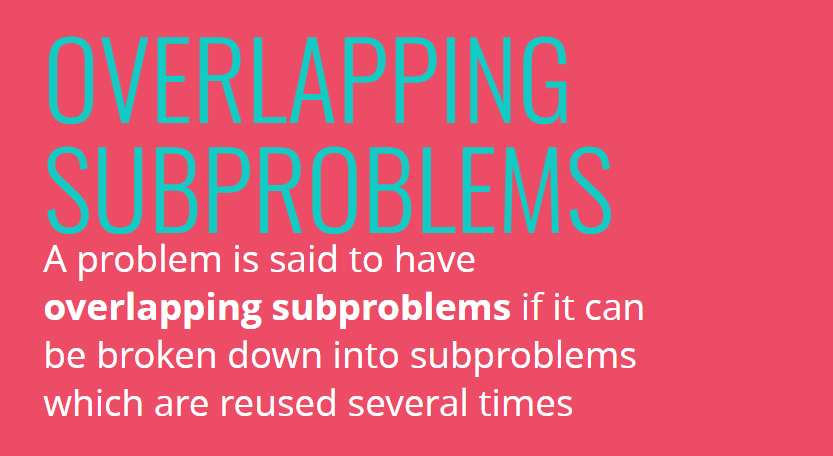 OVERLAPPING
SUBPROBLEMS
A problem is said to have
overlapping subproblems if it can
be broken down into subproblems
which are reused several times